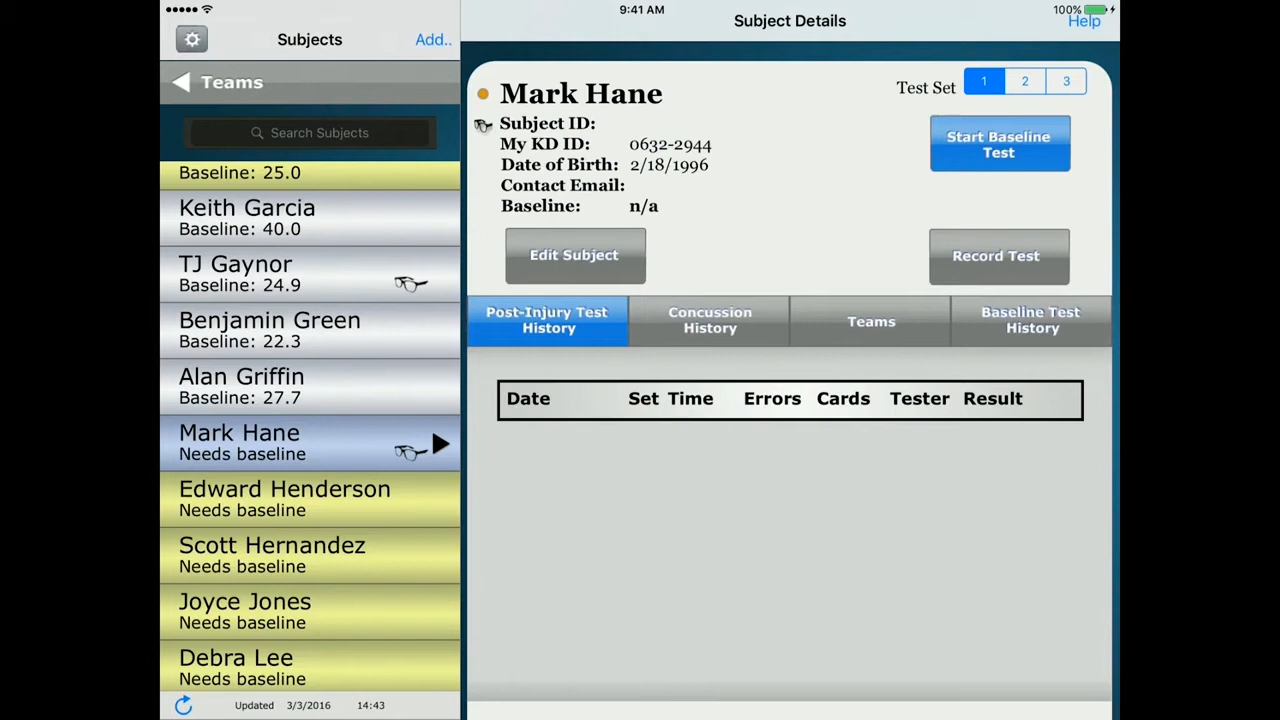 9:41 AM
100%
Subjects
Add..
Teams
Search Subjects
Baseline: 25.0
Keith Garcia
Baseline: 40.0
TJ Gaynor
Baseline: 24.9
Benjamin Green
Baseline: 22.3
Alan Griffin
Baseline: 27.7
Mark Hane
Needs baseline
Edward Henderson
Needs baseline
Scott Hernandez
Needs baseline
Joyce Jones
Needs baseline
Debra Lee
Needs baseline
Updated 3/3/2016 14:43
Subject Details
Help
Mark Hane
Test Set 1 2 3
Subject ID:
My KD ID: 0632-2944
Date of Birth: 2/18/1996
Contact Email:
Baseline: n/a
Start Baseline
Test
Edit Subject
Record Test
Post-Injury Test
History
Concussion
History
Teams
Baseline Test
History
Date Set Time Errors Cards Tester Result